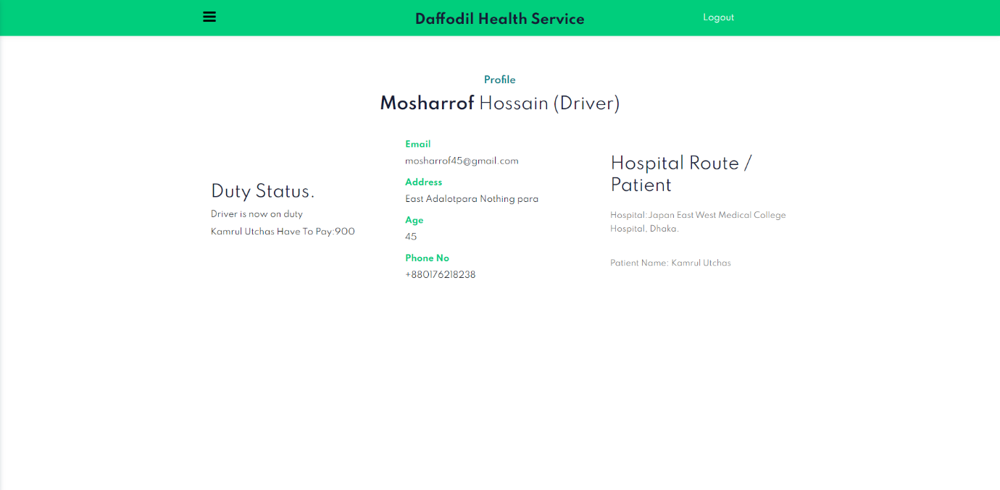 Daffodil Health Service
Logout
Profile
Mosharrof Hossain (Driver)
Duty Status.
Driver is now on duty
Kamrul Utchas Have To Pay:900
Email
mosharrof45@gmail.com
Address
East Adalotpara Nothing para
Age
45
Phone No
+880176218238
Hospital Route /
Patient
Hospital:Japan East West Medical College
Hospital, Dhaka.
Patient Name: Kamrul Utchas